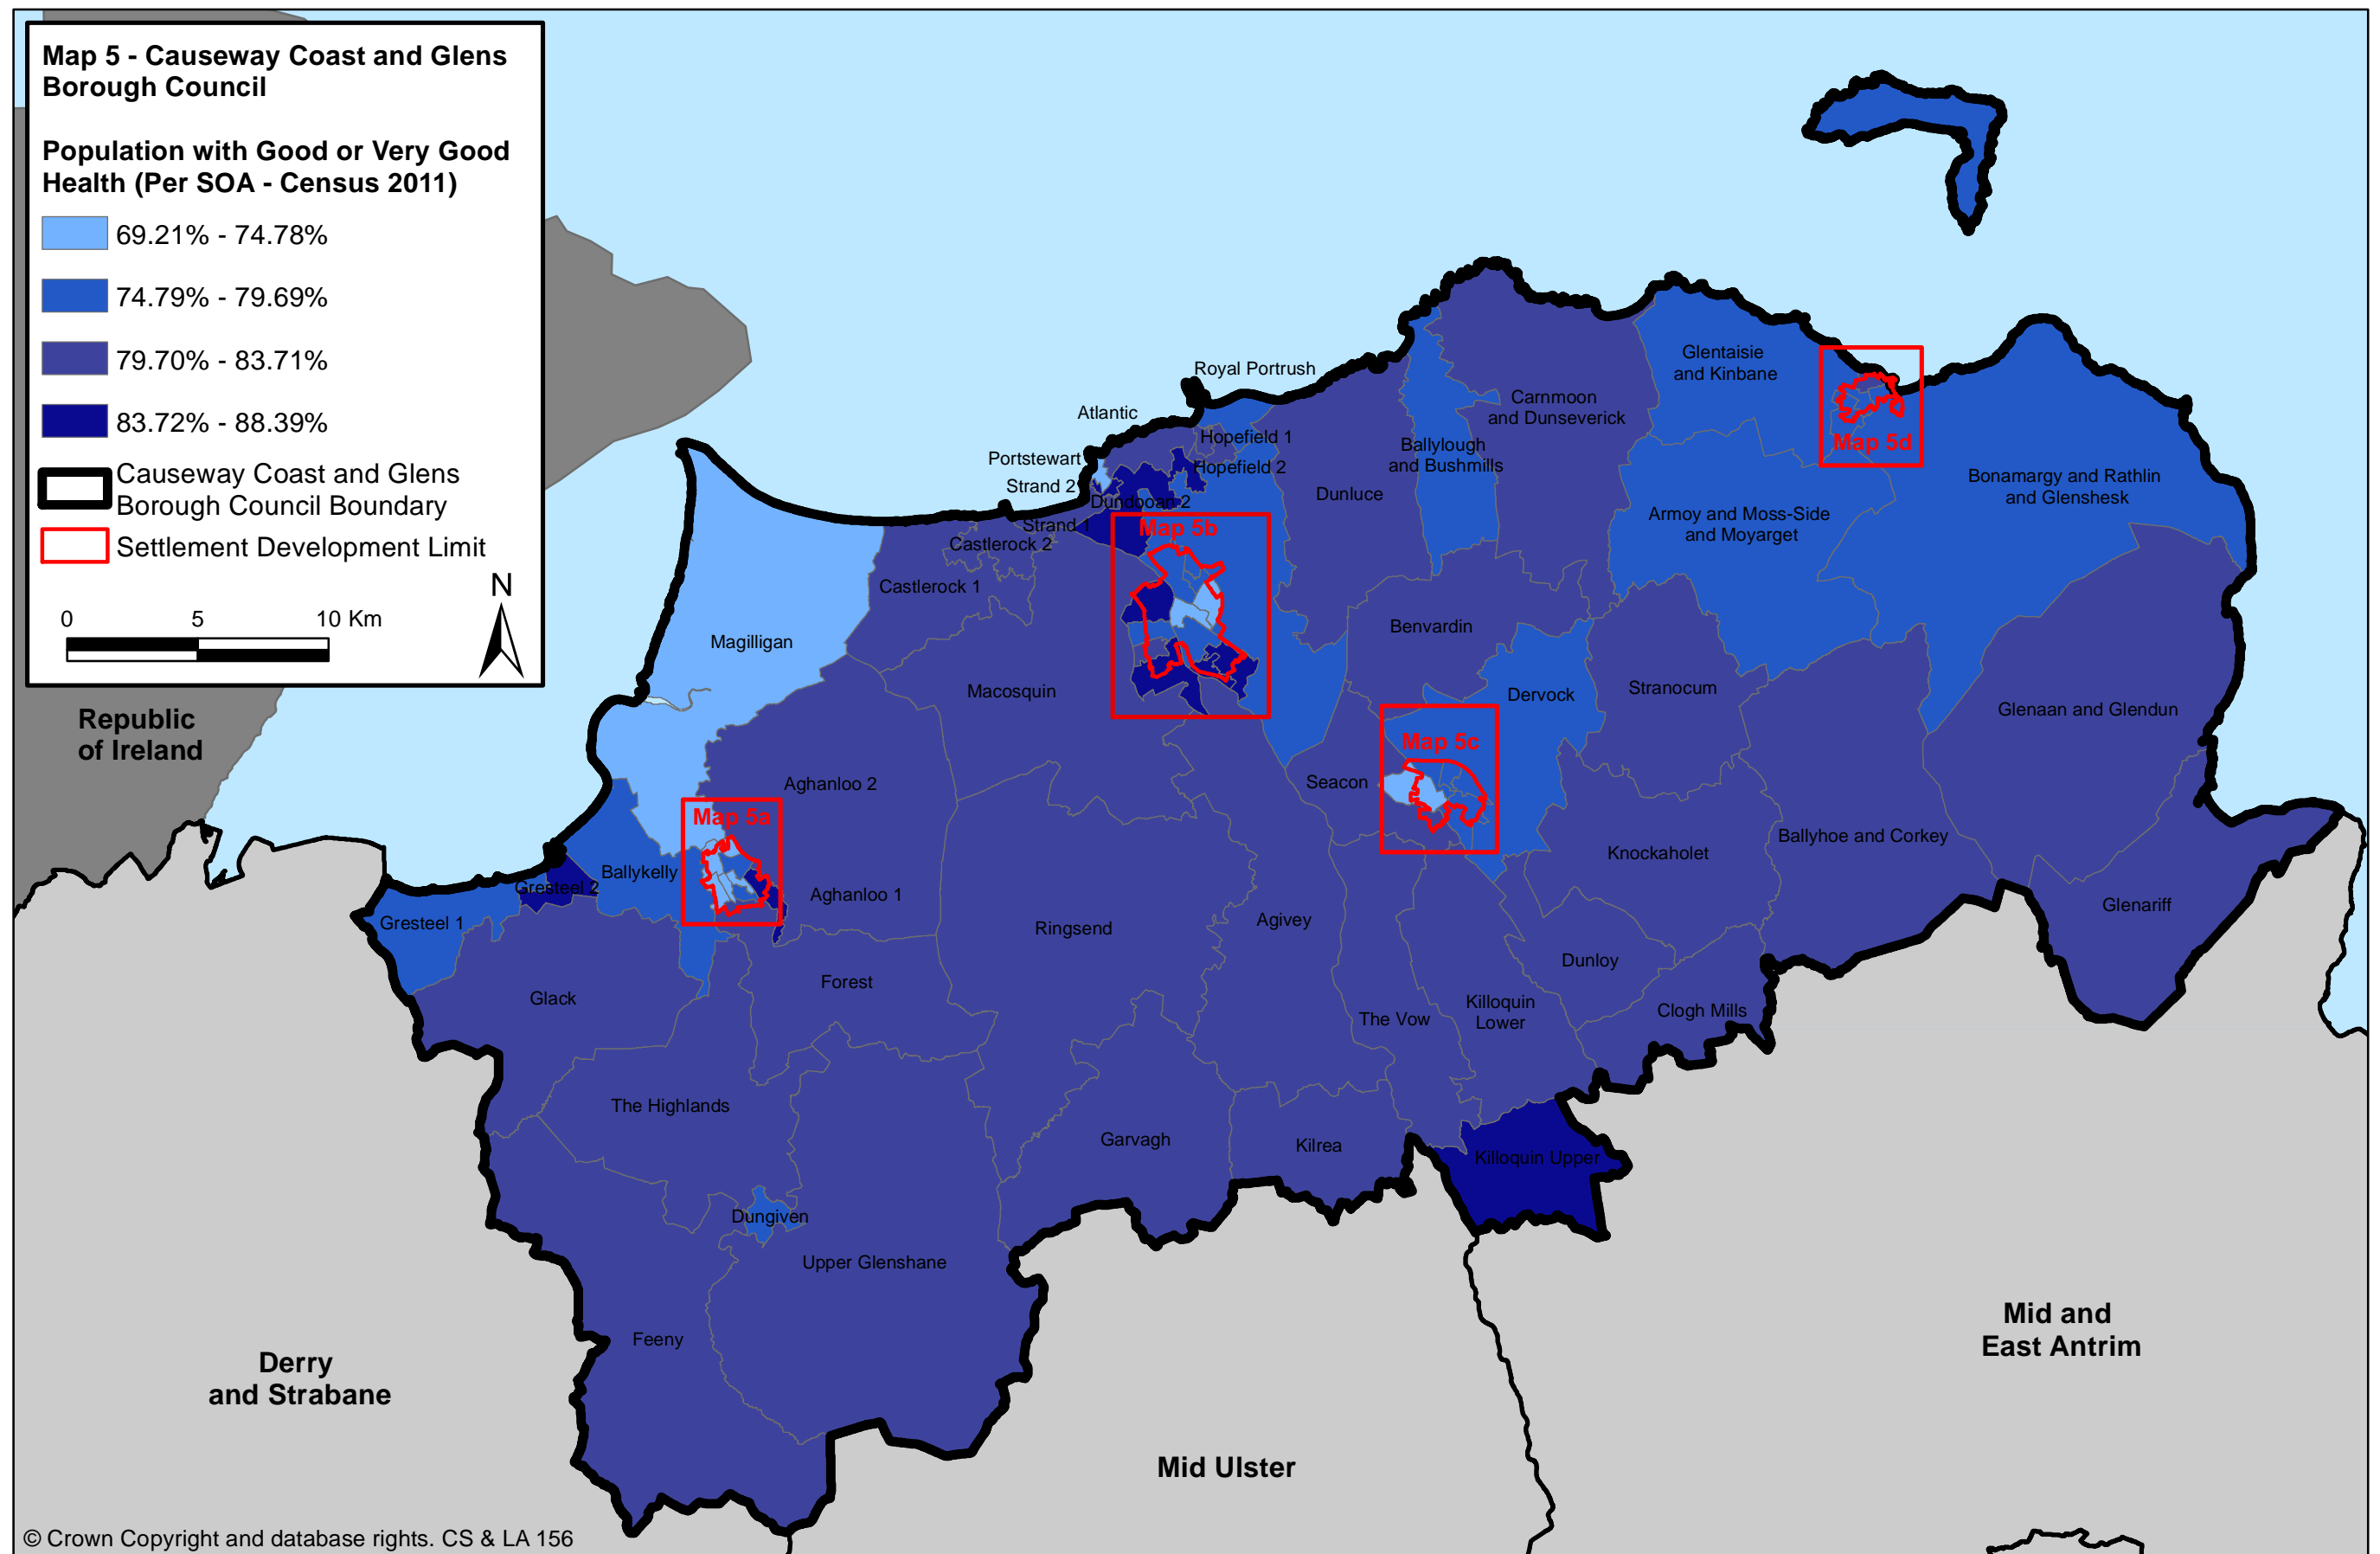 Map 5 - Causeway Coast and Glens
Borough Council
Population with Good or Very Good
Health (Per SOA - Census 2011)
69.21% - 74.78%
74.79% - 79.69%
79.70% - 83.71%
83.72% - 88.39%
Causeway Coast and Glens
Borough Council Boundary
Settlement Development Limit
N
0 5 10 Km
Republic
of Ireland
Royal Portrush
Atlantic
Portstewart
Strand 2
Hopefield 1
Hopefield 2
Dundooan 2
Strand 1
Map 5b
Castlerock 2
Castlerock 1
Magilligan
Macosquin
Dunluce
Ballylough
and Bushmills
Carnmoon
and Dunseverick
Glentaisie
and Kinbane
Map 5d
Bonamargy and Rathlin
and Glenshesk
Armoy and Moss-Side
and Moyarget
Benvardin
Dervock
Stranocum
Glenaan and Glendun
Map 5c
Seacon
Aghanloo 2
Map 5a
Ballykelly
Gresteel 2
Gresteel 1
Aghanloo 1
Ringsend
Agivey
Knockaholet
Ballyhoe and Corkey
Glenariff
Glack
Forest
Dunloy
Killoquin
Lower
The Vow
Clogh Mills
The Highlands
Garvagh
Kilrea
Killoquin Upper
Dungiven
Upper Glenshane
Feeny
Derry
and Strabane
Mid Ulster
Mid and
East Antrim
© Crown Copyright and database rights. CS & LA 156